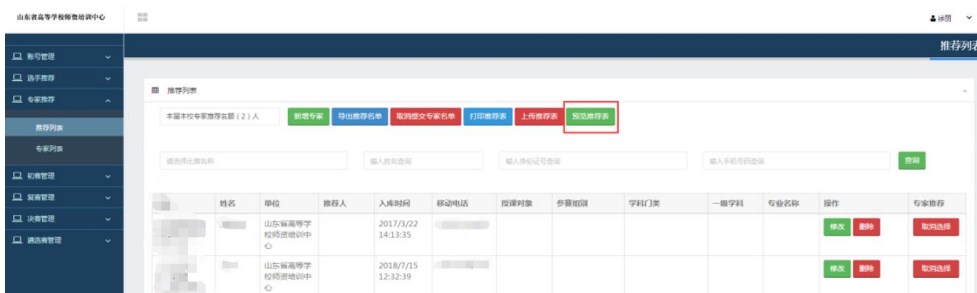 山东省高等学校师资培训中心
推荐列表
账号管理
选手推荐
专家推荐
推荐列表
专家列表
初赛管理
复赛管理
决赛管理
遴选赛管理
推荐列表
本届本校专家推荐名额（2）人
新增专家 导出推荐名单 取消提交专家名单 打印推荐表 上传推荐表 预览推荐表
请选择比赛名称 输入姓名查询 输入身份证号查询 输入手机号码查询 查询
姓名 单位 推荐人 入库时间 移动电话 授课对象 参赛组别 学科门类 一级学科 专业名称 操作 专家推荐
山东省高等学校师资培训中心 2017/3/22 14:13:35 修改 删除 取消选择
山东省高等学校师资培训中心 2018/7/15 12:32:39 修改 删除 取消选择